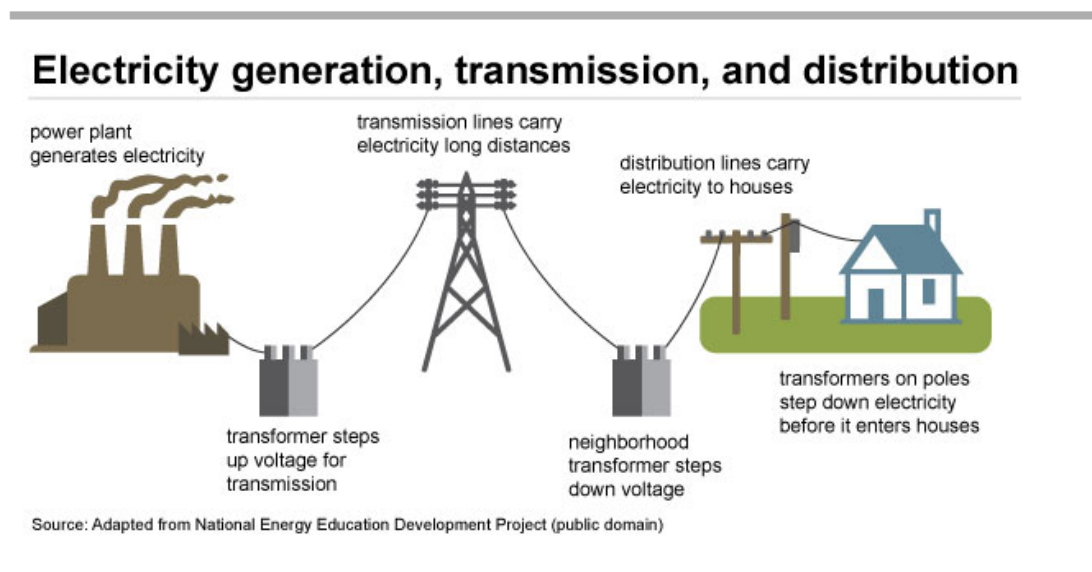 Electricity generation, transmission, and distribution
power plant
generates electricity
transmission lines carry
electricity long distances
distribution lines carry
electricity to houses
transformer steps
up voltage for
transmission
neighborhood
transformer steps
down voltage
transformers on poles
step down electricity
before it enters houses
Source: Adapted from National Energy Education Development Project (public domain)